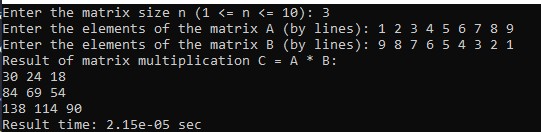 Enter the matrix size n (1 <= n <= 10): 3
Enter the elements of the matrix A (by lines): 1 2 3 4 5 6 7 8 9
Enter the elements of the matrix B (by lines): 9 8 7 6 5 4 3 2 1
Result of matrix multiplication C = A * B:
30 24 18
84 69 54
138 114 90
Result time: 2.15e-05 sec